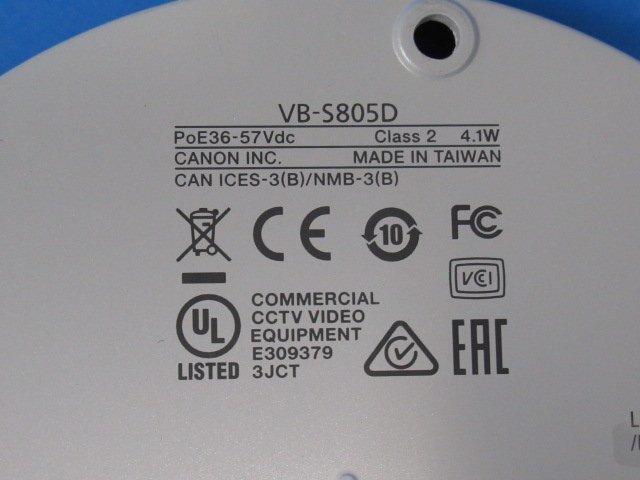 VB-S805D
PoE36-57Vdc Class 2 4.1W
CANON INC. MADE IN TAIWAN
CAN ICES-3(B)/NMB-3(B)
CE 10 FC
VCI
UL LISTED
COMMERCIAL
CCTV VIDEO
EQUIPMENT
E309379
3JCT
EAC